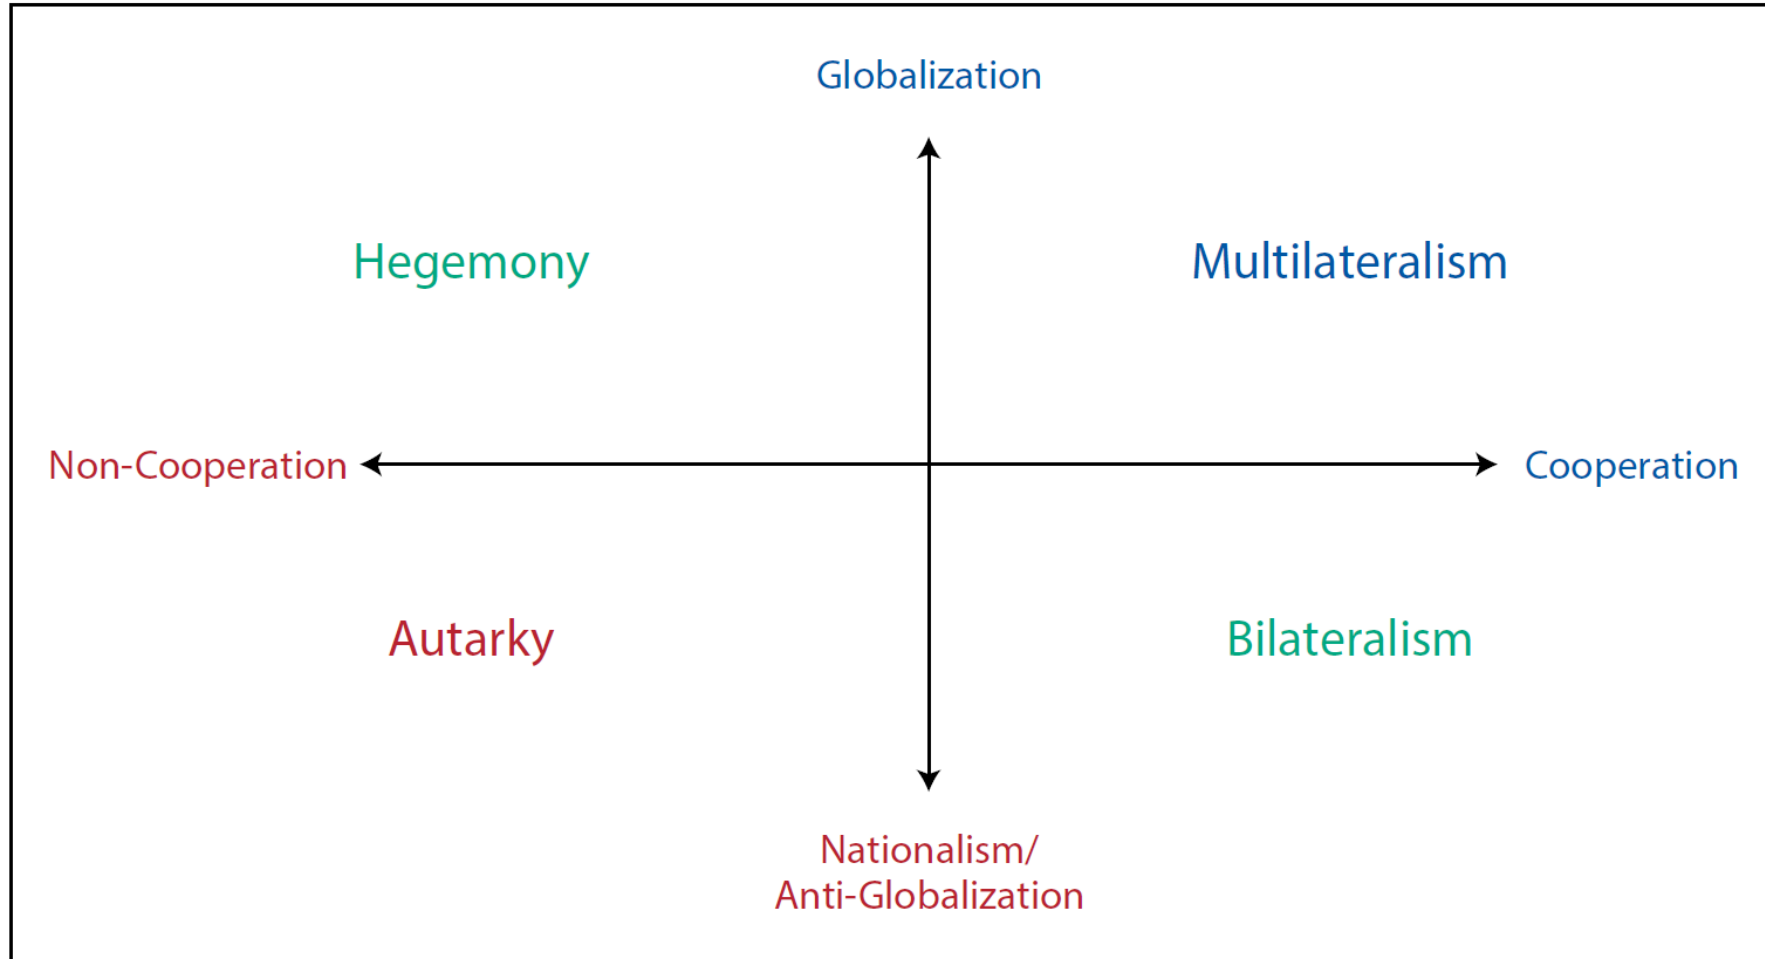 Globalization
Hegemony
Multilateralism
Non-Cooperation
Cooperation
Autarky
Bilateralism
Nationalism/
Anti-Globalization